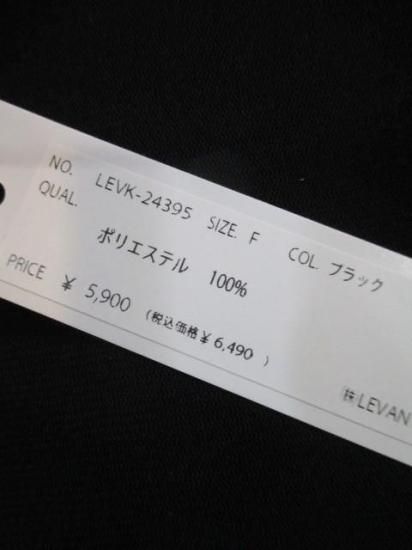 NO. LEVK-24395 SIZE. F COL. ブラック
QUAL. ポリエステル 100%
PRICE ¥ 5,900 (税込価格¥ 6,490 )
㈱LEVAN